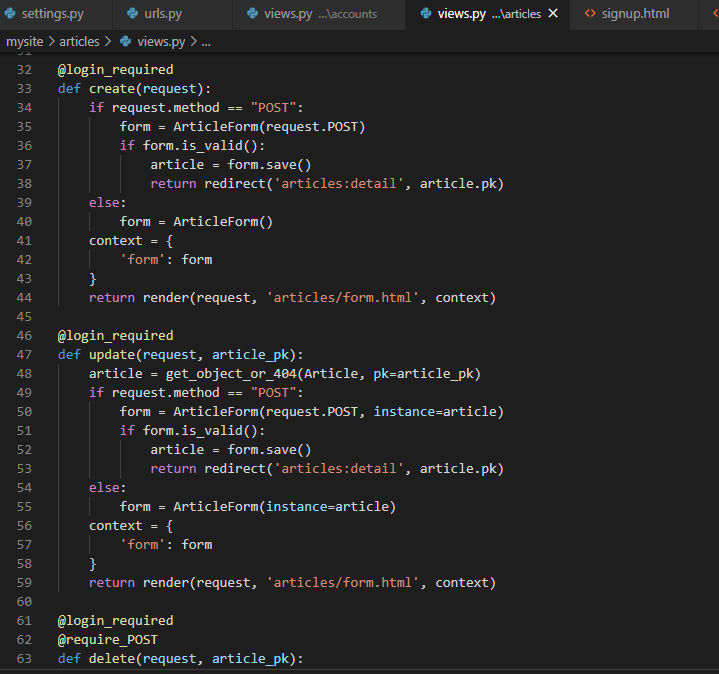 settings.py urls.py views.py ...\accounts views.py ...\articles × <> signup.html <
mysite > articles > views.py > ...
31
32 @login_required
33 def create(request):
34     if request.method == "POST":
35         form = ArticleForm(request.POST)
36         if form.is_valid():
37             article = form.save()
38             return redirect('articles:detail', article.pk)
39     else:
40         form = ArticleForm()
41     context = {
42         'form': form
43     }
44     return render(request, 'articles/form.html', context)
45
46 @login_required
47 def update(request, article_pk):
48     article = get_object_or_404(Article, pk=article_pk)
49     if request.method == "POST":
50         form = ArticleForm(request.POST, instance=article)
51         if form.is_valid():
52             article = form.save()
53             return redirect('articles:detail', article.pk)
54     else:
55         form = ArticleForm(instance=article)
56     context = {
57         'form': form
58     }
59     return render(request, 'articles/form.html', context)
60
61 @login_required
62 @require_POST
63 def delete(request, article_pk):